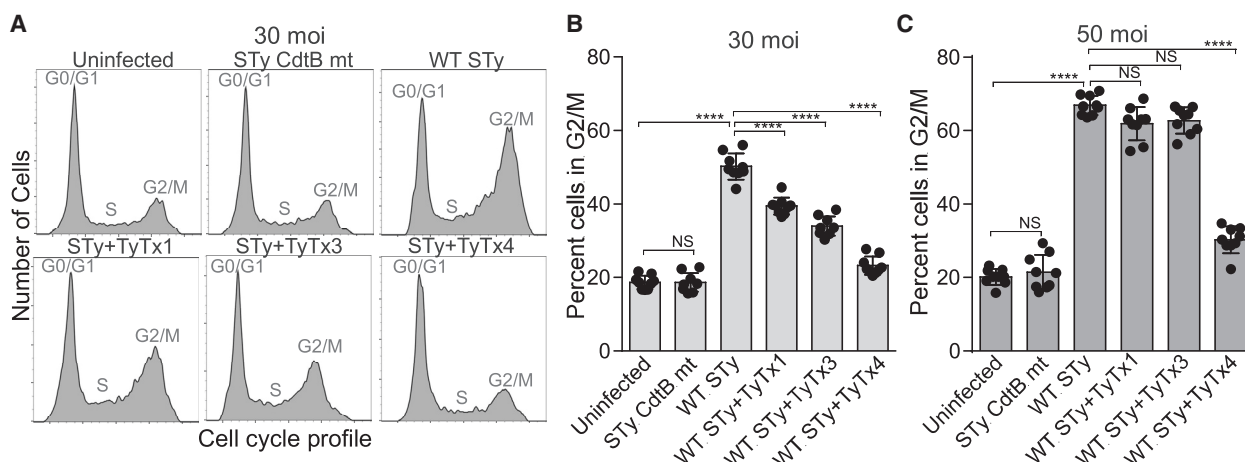 A
30 moi
Uninfected
STy CdtB mt
WT STy
G0/G1
S
G2/M
G0/G1
S
G2/M
G0/G1
S
G2/M
STy+TyTx1
STy+TyTx3
STy+TyTx4
G0/G1
S
G2/M
G0/G1
S
G2/M
G0/G1
S
G2/M
Number of Cells
Cell cycle profile
B
30 moi
Percent cells in G2/M
80
60
40
20
0
NS
****
****
****
****
Uninfected
STy CdtB mt
WT STy
WT STy+TyTx1
WT STy+TyTx3
WT STy+TyTx4
C
50 moi
Percent cells in G2/M
80
60
40
20
0
NS
****
NS
NS
****
Uninfected
STy CdtB mt
WT STy
WT STy+TyTx1
WT STy+TyTx3
WT STy+TyTx4